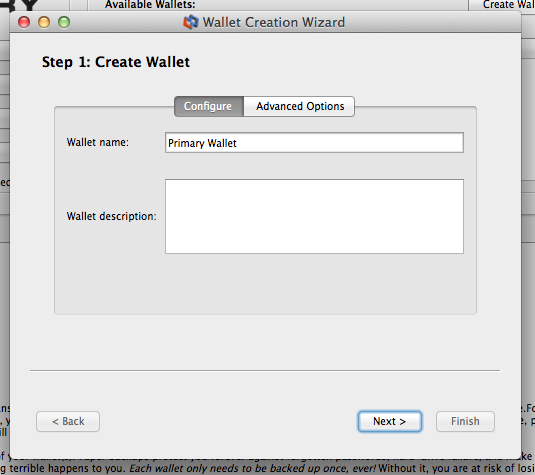 Available Wallets:
Create Wal
Wallet Creation Wizard
Step 1: Create Wallet
Configure
Advanced Options
Wallet name:
Primary Wallet
Wallet description:
< Back
Next >
Finish
g terrible happens to you. Each wallet only needs to be backed up once, ever! Without it, you are at risk of losi